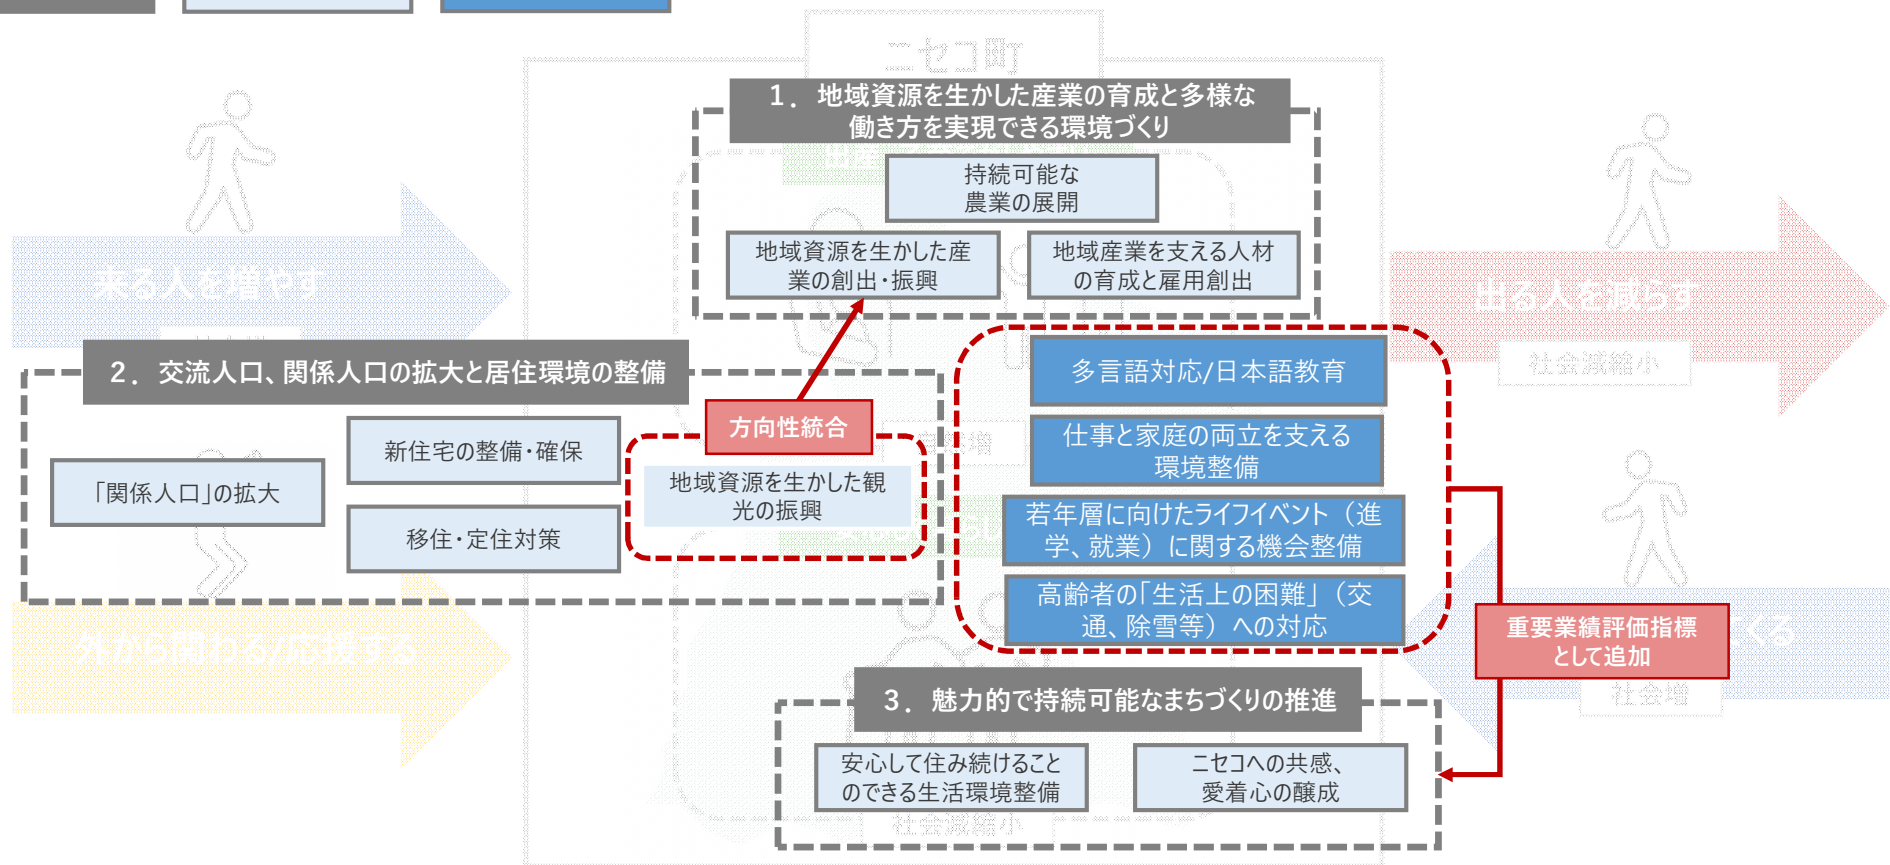 ニセコ町
1．地域資源を生かした産業の育成と多様な
働き方を実現できる環境づくり
持続可能な
農業の展開
地域資源を生かした産
業の創出・振興
地域産業を支える人材
の育成と雇用創出
来る人を増やす
出る人を減らす
社会減縮小
2．交流人口、関係人口の拡大と居住環境の整備
「関係人口」の拡大
新住宅の整備・確保
移住・定住対策
方向性統合
地域資源を生かした観
光の振興
多言語対応/日本語教育
仕事と家庭の両立を支える
環境整備
若年層に向けたライフイベント（進
学、就業）に関する機会整備
高齢者の「生活上の困難」（交
通、除雪等）への対応
外から関わる/応援する
重要業績評価指標
として追加
くる
社会増
3．魅力的で持続可能なまちづくりの推進
安心して住み続けること
のできる生活環境整備
ニセコへの共感、
愛着心の醸成
社会減縮小